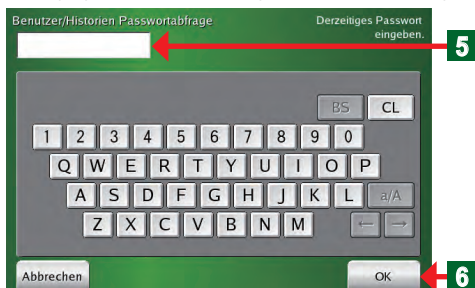 Benutzer/Historien Passwortabfrage
Derzeitiges Passwort
eingeben.
5
BS CL
1 2 3 4 5 6 7 8 9 0
Q W E R T Y U I O P
A S D F G H J K L a/A
Z X C V B N M ← →
Abbrechen OK 6